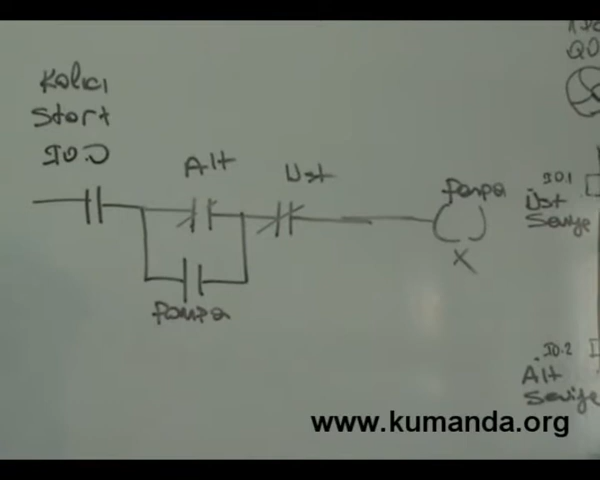 Kalıcı
Start
I0.0
Alt
Üst
Pompa
Pompa
X
Q0
I0.1
Üst
Seviye
I0.2
Alt
Seviye
www.kumanda.org